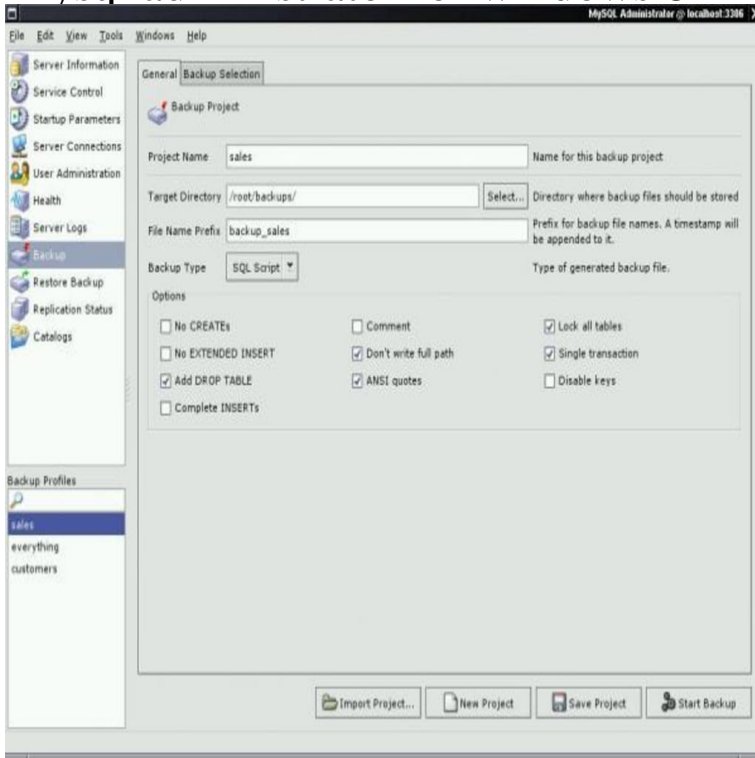 MySQL Administrator @ localhost:3306
File Edit View Tools Windows Help
Server Information
Service Control
Startup Parameters
Server Connections
User Administration
Health
Server Logs
Backup
Restore Backup
Replication Status
Catalogs
Backup Profiles
sales
everything
customers
General Backup Selection
Backup Project
Project Name sales Name for this backup project
Target Directory /root/backups/ Select... Directory where backup files should be stored
File Name Prefix backup_sales Prefix for backup file names. A timestamp will
be appended to it.
Backup Type SQL Script Type of generated backup file.
Options
No CREATEs Comment Lock all tables
No EXTENDED INSERT Don't write full path Single transaction
Add DROP TABLE ANSI quotes Disable keys
Complete INSERTs
Import Project... New Project Save Project Start Backup